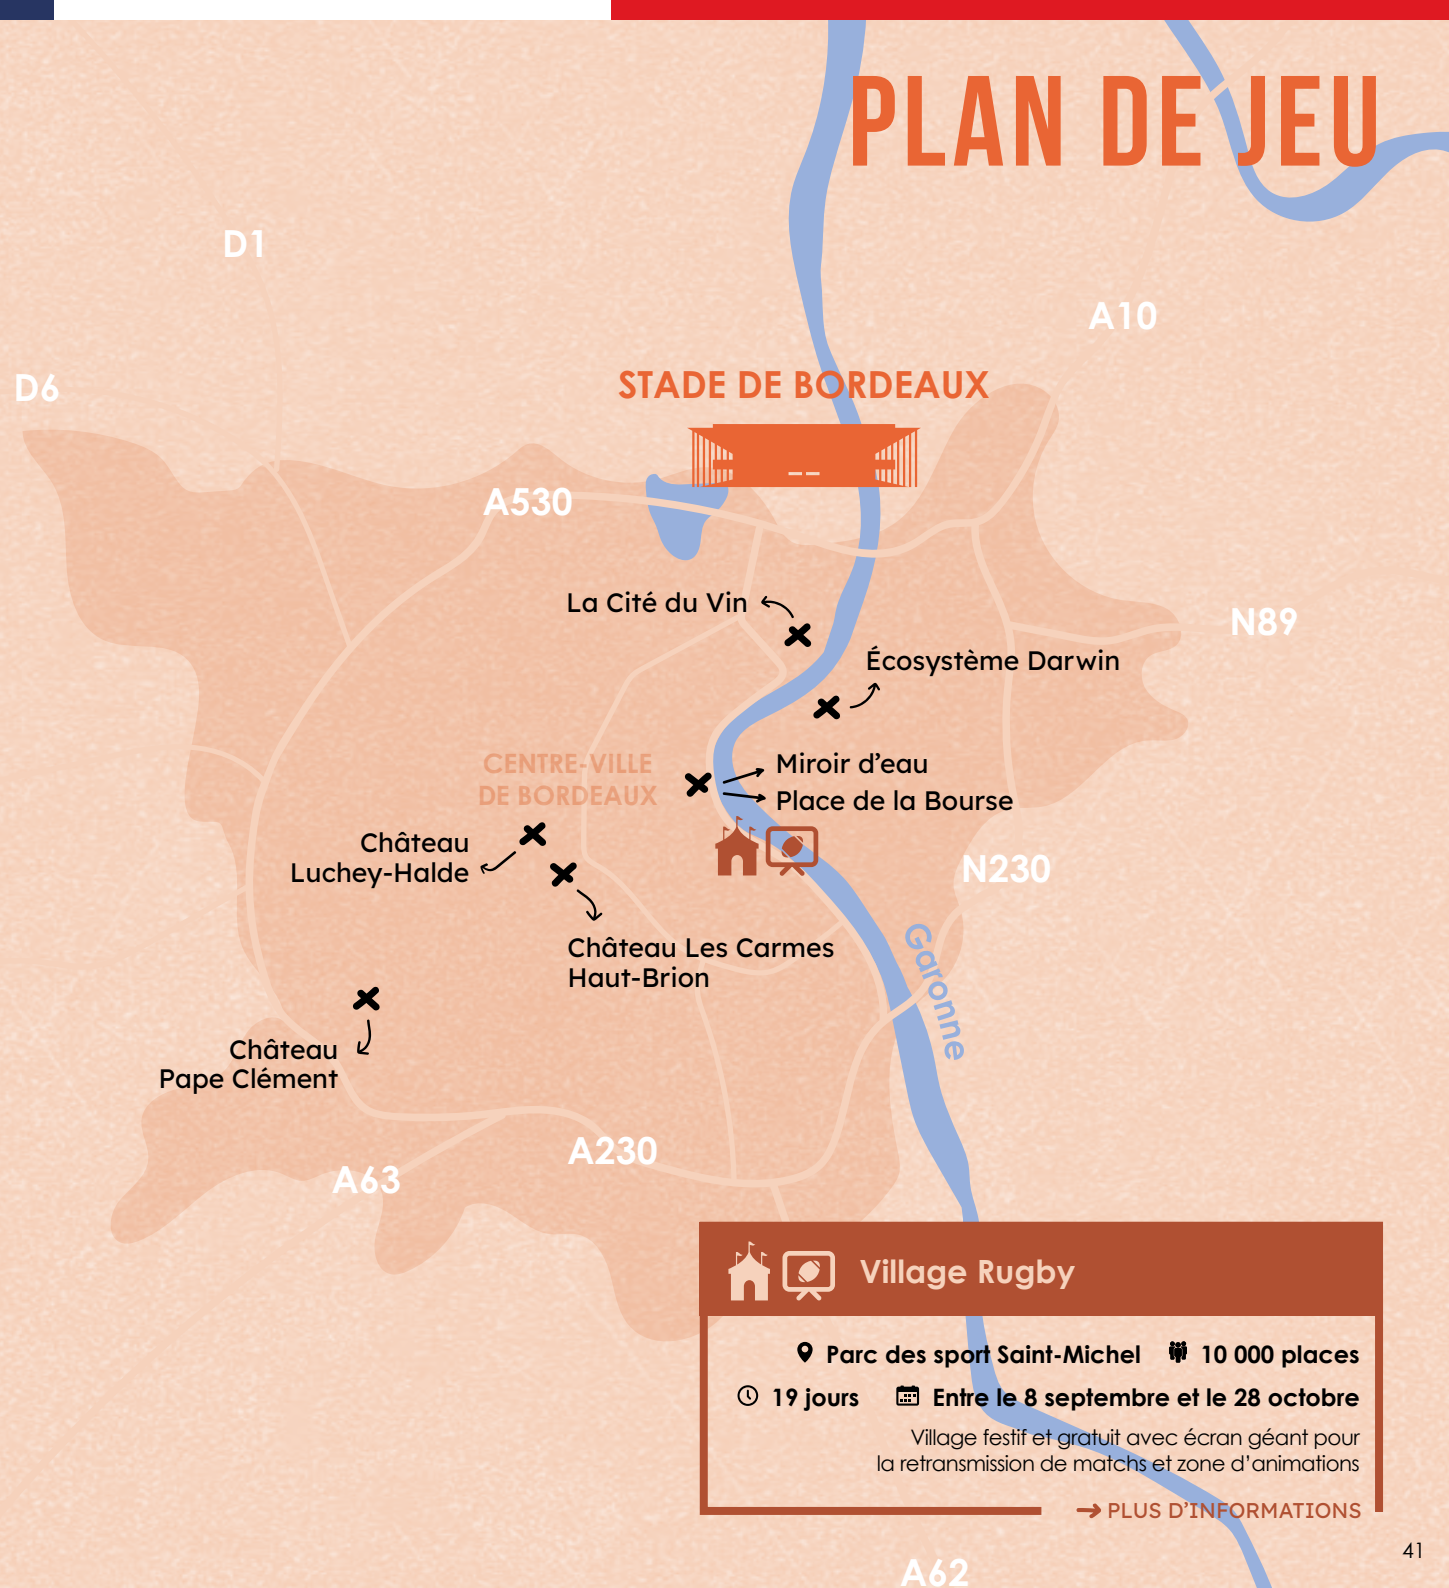 PLAN DE JEU
D1
A10
D6
STADE DE BORDEAUX
A530
La Cité du Vin
N89
Écosystème Darwin
CENTRE-VILLE
DE BORDEAUX
Miroir d’eau
Place de la Bourse
Château
Luchey-Halde
N230
Garonne
Château Les Carmes
Haut-Brion
Château
Pape Clément
A230
A63
Village Rugby
Parc des sport Saint-Michel 10 000 places
19 jours Entre le 8 septembre et le 28 octobre
Village festif et gratuit avec écran géant pour
la retransmission de matchs et zone d’animations
→ PLUS D’INFORMATIONS
41
A62